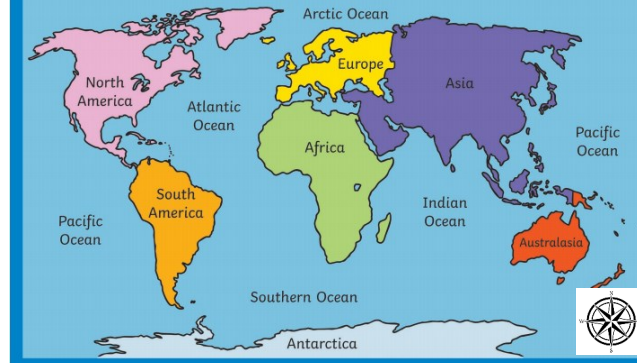 Arctic Ocean
Europe
North
America
Asia
Atlantic
Ocean
Pacific
Ocean
Africa
South
America
Indian
Ocean
Pacific
Ocean
Australasia
Southern Ocean
Antarctica
N
W